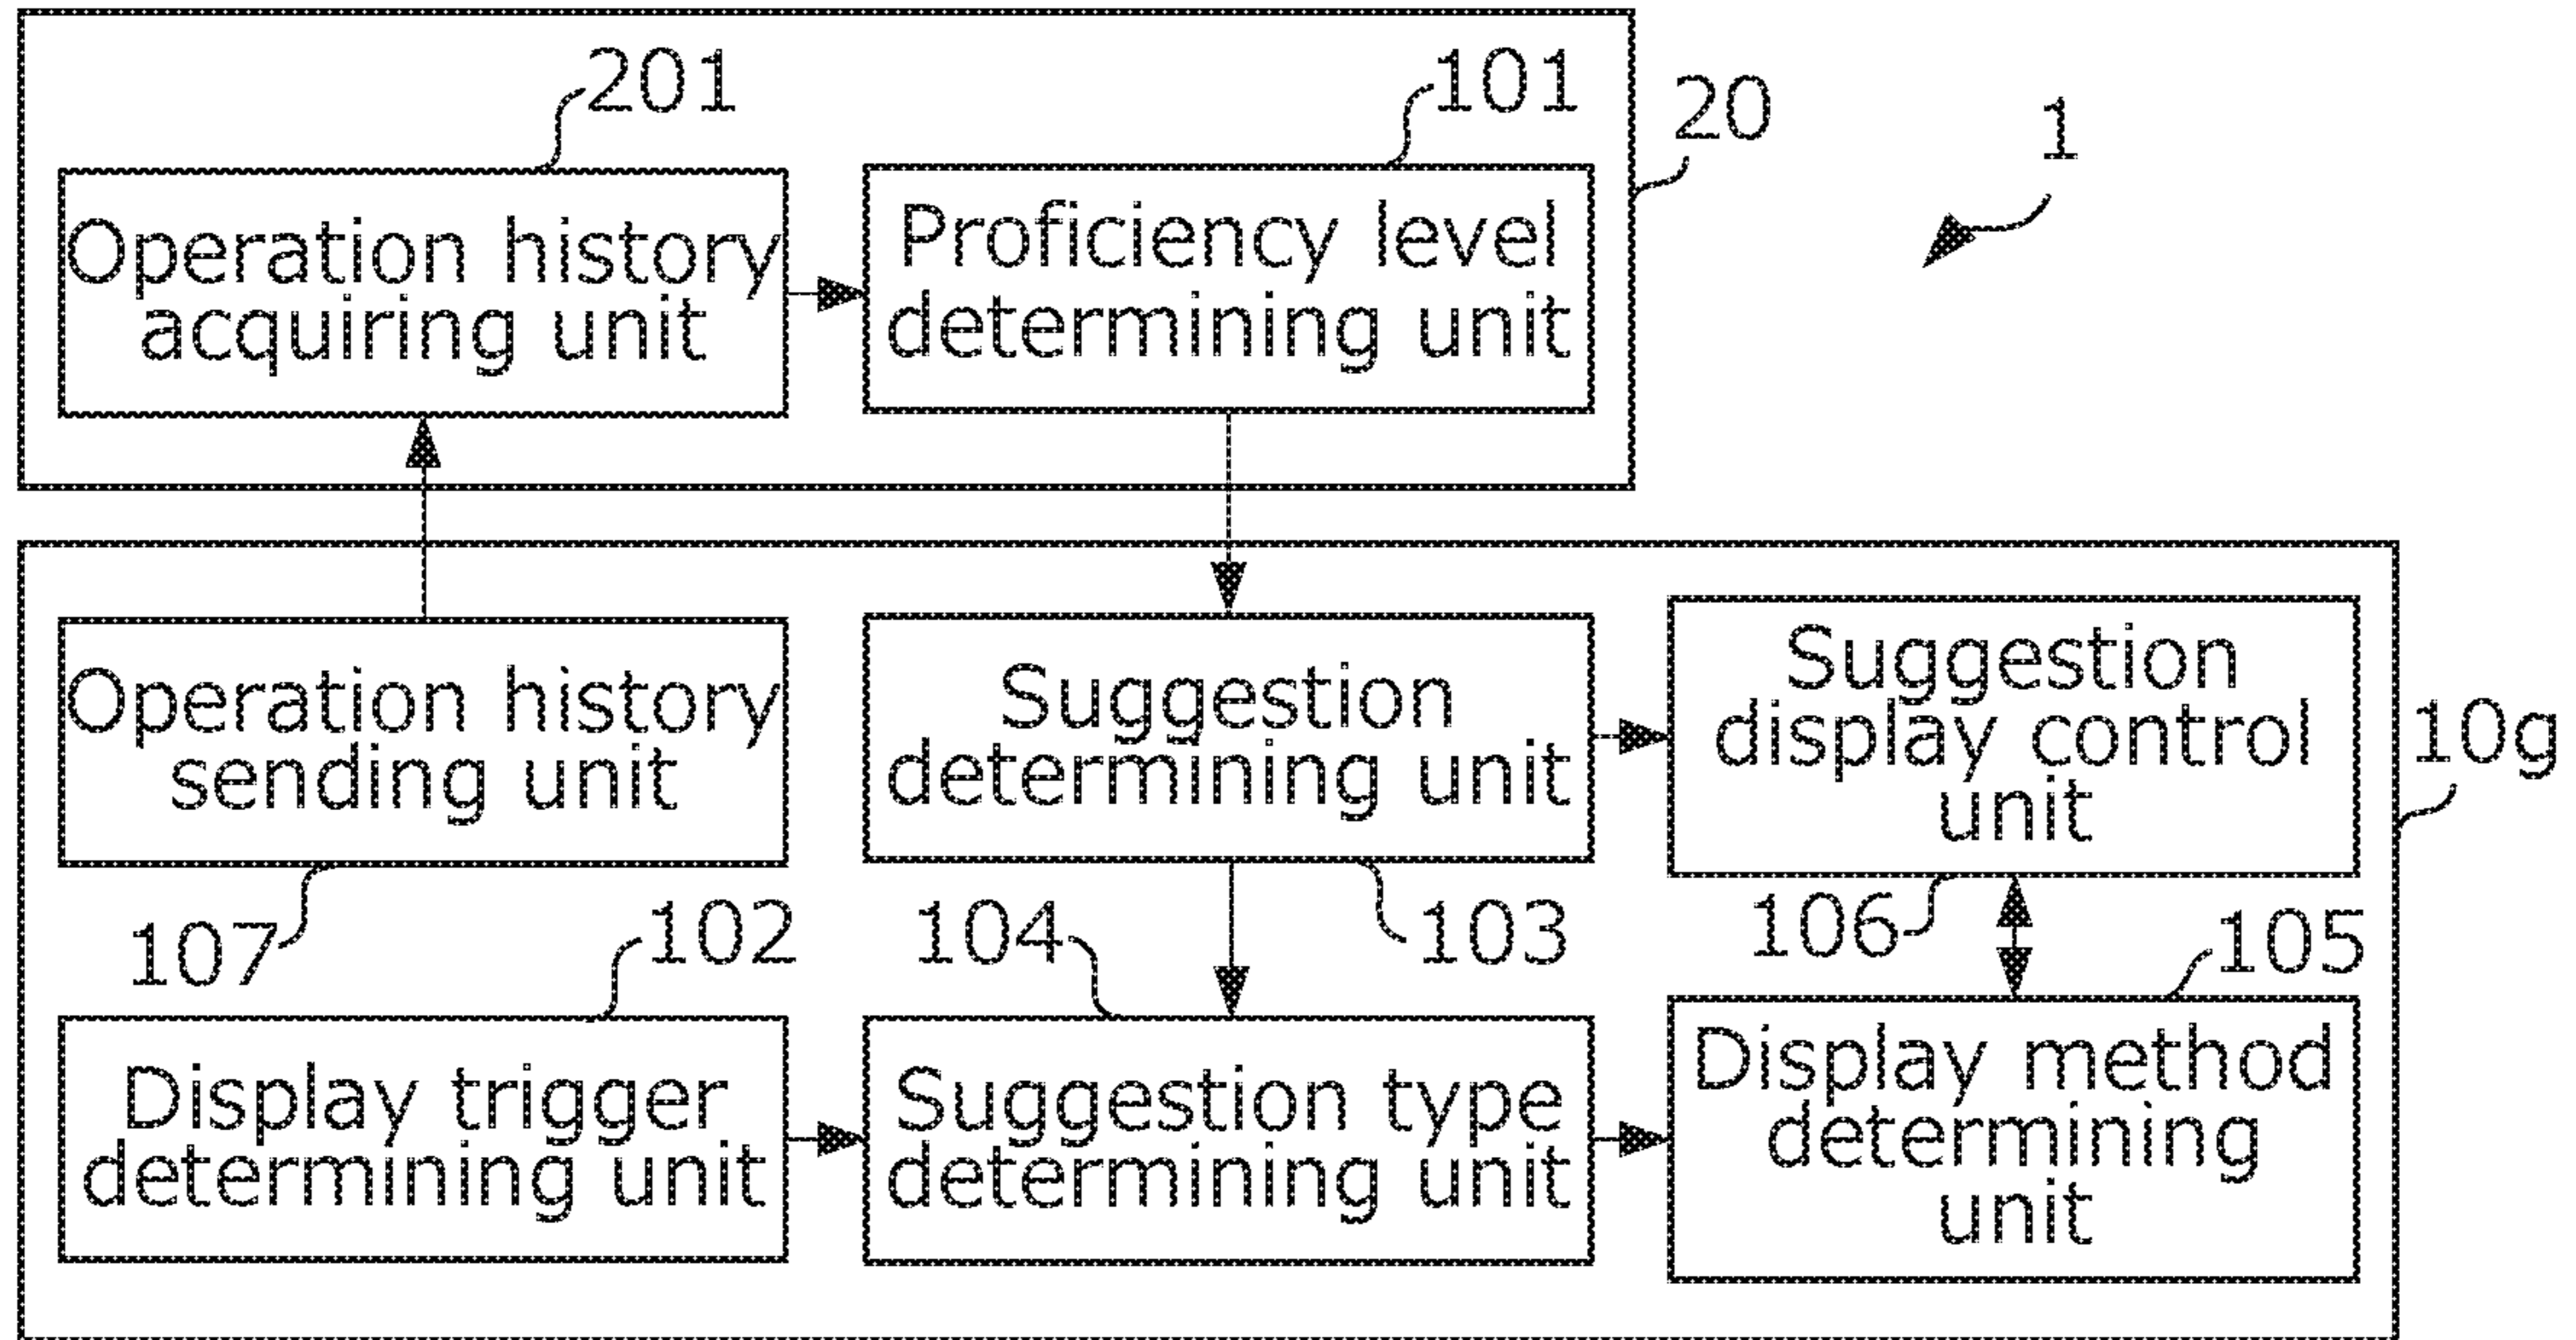 201
101
20
1
Operation history
acquiring unit
Proficiency level
determining unit
Operation history
sending unit
Suggestion
determining unit
Suggestion
display control
unit
10g
107
102
104
103
106
105
Display trigger
determining unit
Suggestion type
determining unit
Display method
determining
unit